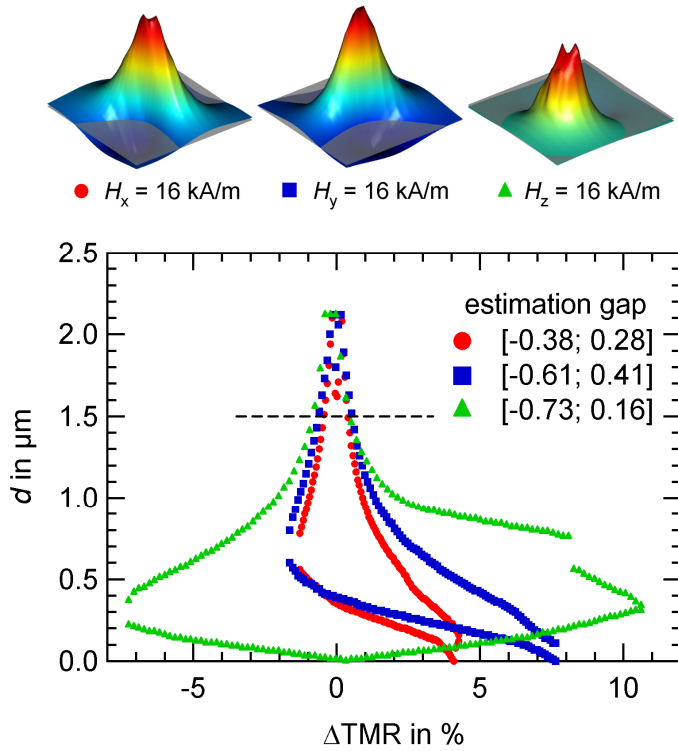 Hx = 16 kA/m Hy = 16 kA/m Hz = 16 kA/m
2.5
estimation gap
[-0.38; 0.28]
[-0.61; 0.41]
[-0.73; 0.16]
2.0
1.5
1.0
0.5
0.0
d in µm
-5 0 5 10
ΔTMR in %